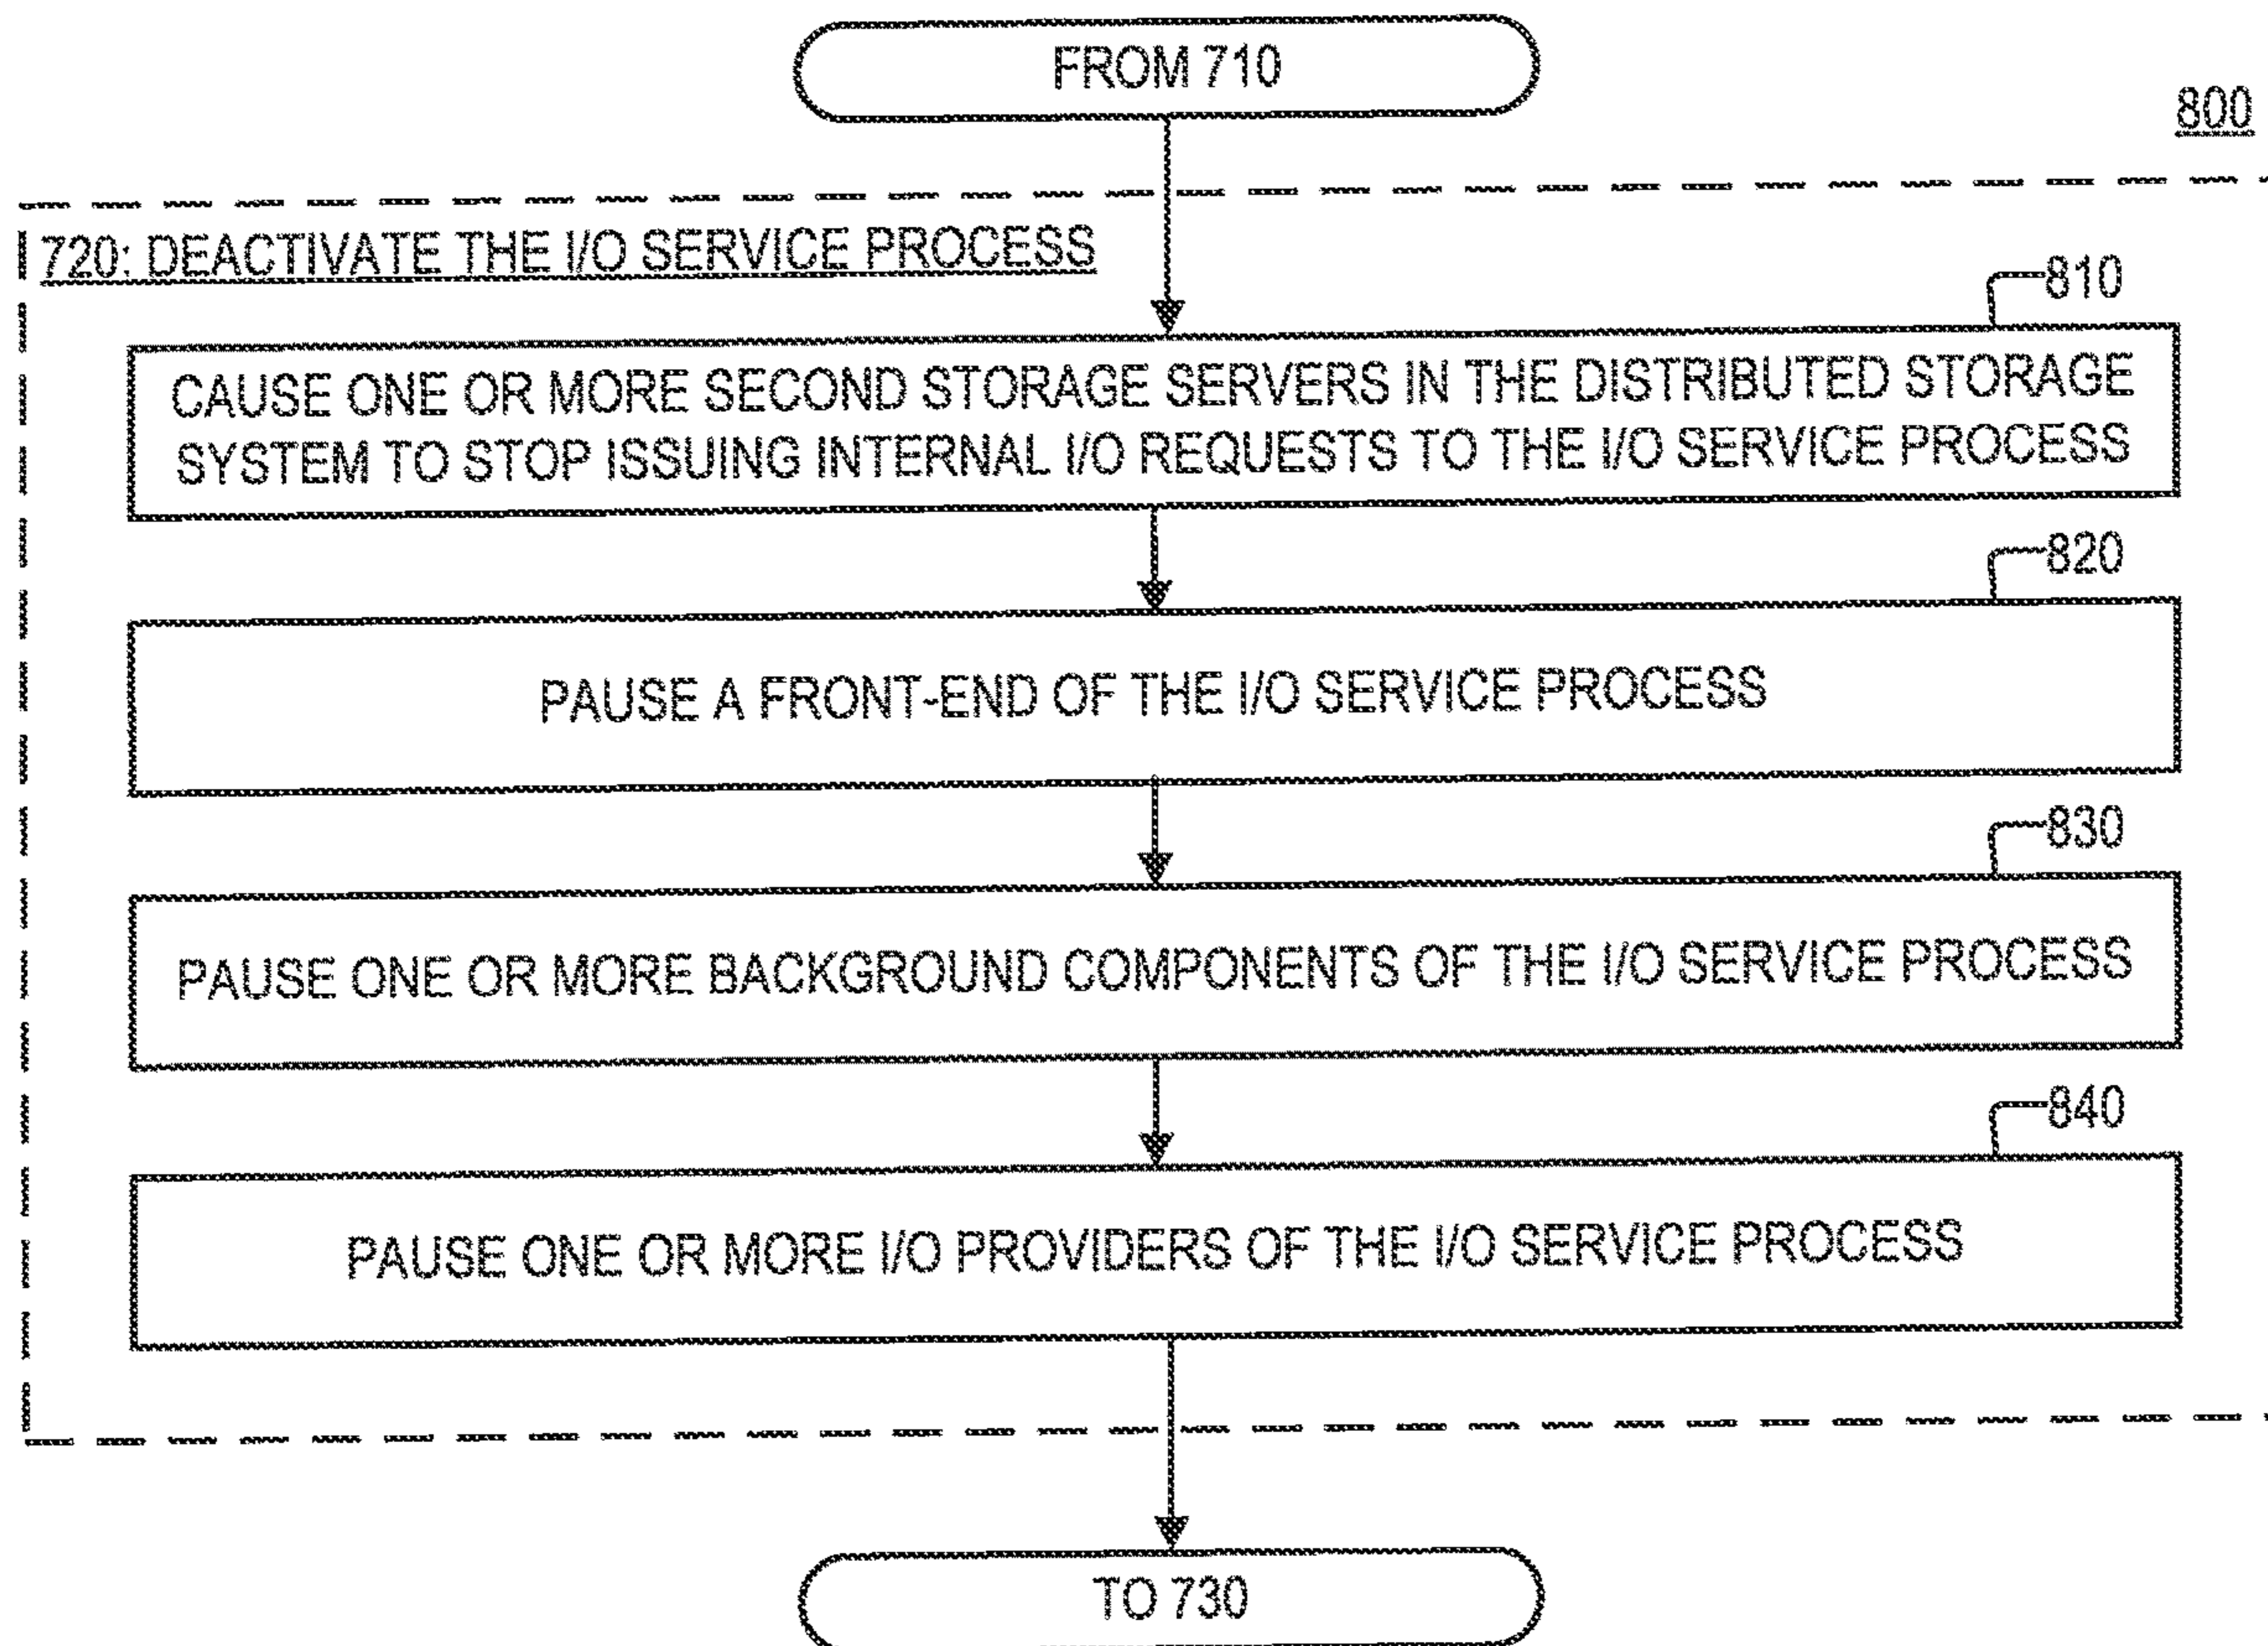 FROM 710
800
720: DEACTIVATE THE I/O SERVICE PROCESS
810
CAUSE ONE OR MORE SECOND STORAGE SERVERS IN THE DISTRIBUTED STORAGE
SYSTEM TO STOP ISSUING INTERNAL I/O REQUESTS TO THE I/O SERVICE PROCESS
820
PAUSE A FRONT-END OF THE I/O SERVICE PROCESS
830
PAUSE ONE OR MORE BACKGROUND COMPONENTS OF THE I/O SERVICE PROCESS
840
PAUSE ONE OR MORE I/O PROVIDERS OF THE I/O SERVICE PROCESS
TO 730